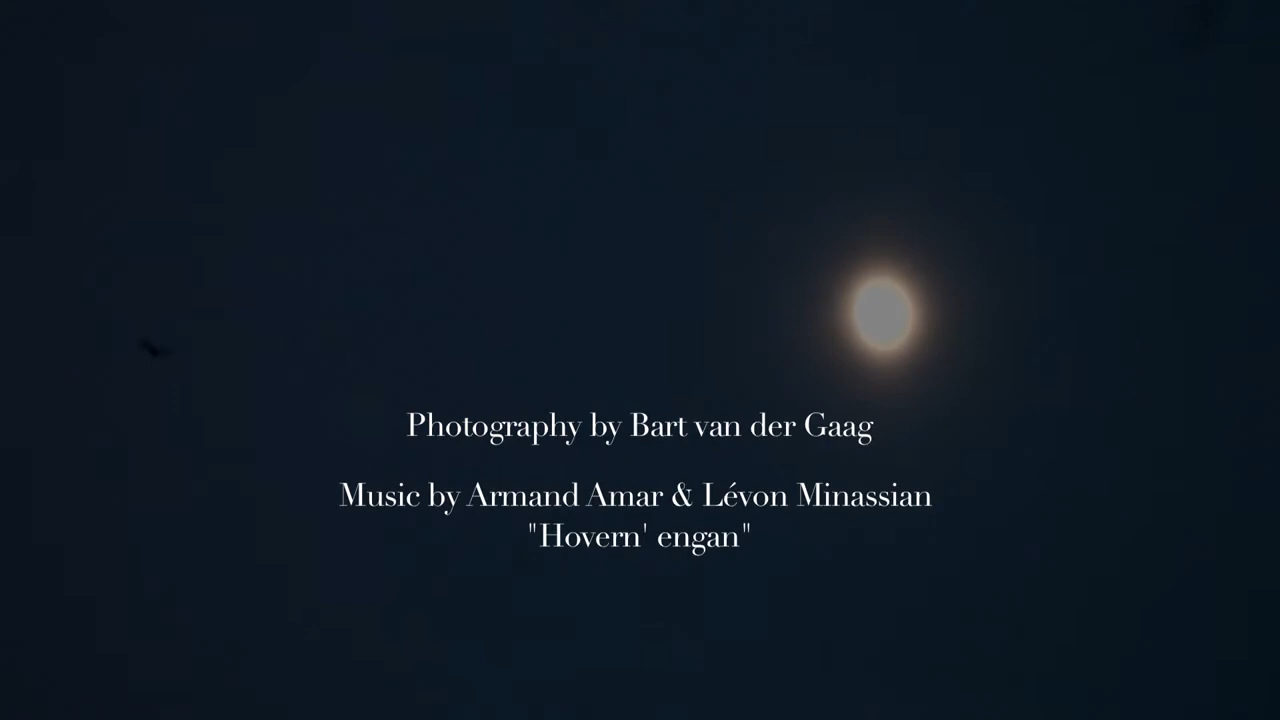 Photography by Bart van der Gaag
Music by Armand Amar & Lévon Minassian
"Hovern' engan"